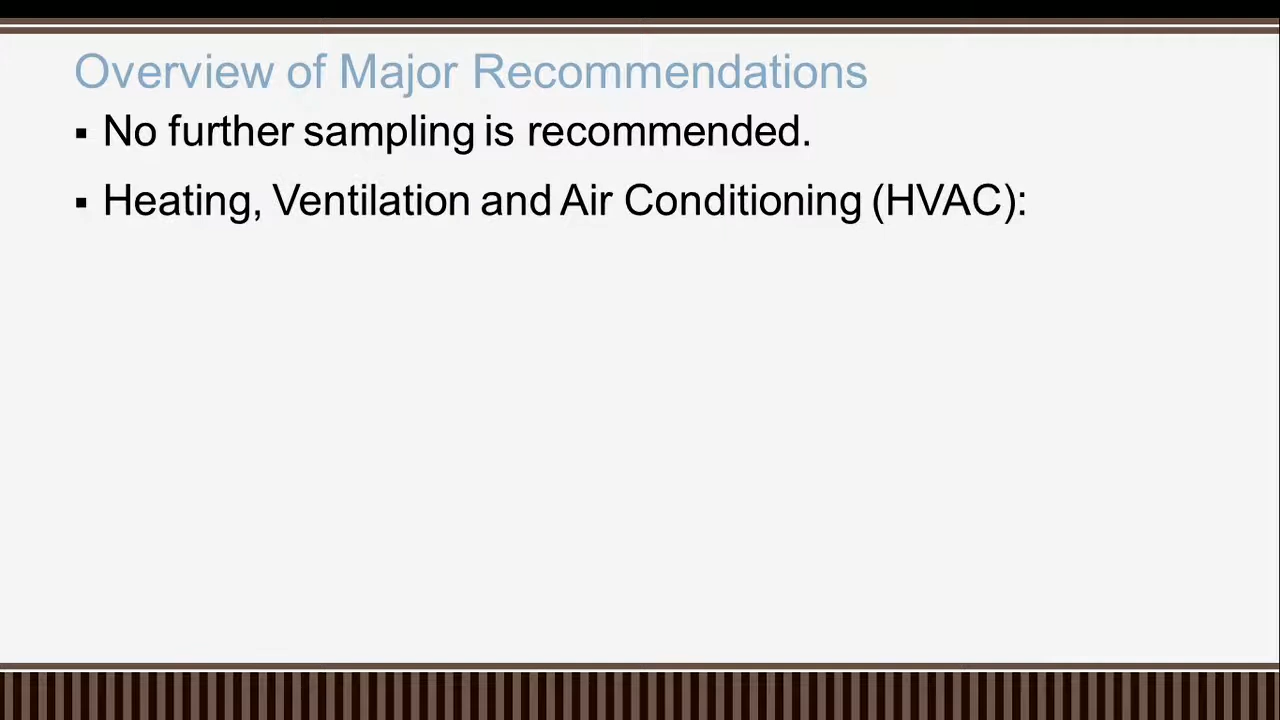 Overview of Major Recommendations
▪ No further sampling is recommended.
▪ Heating, Ventilation and Air Conditioning (HVAC):